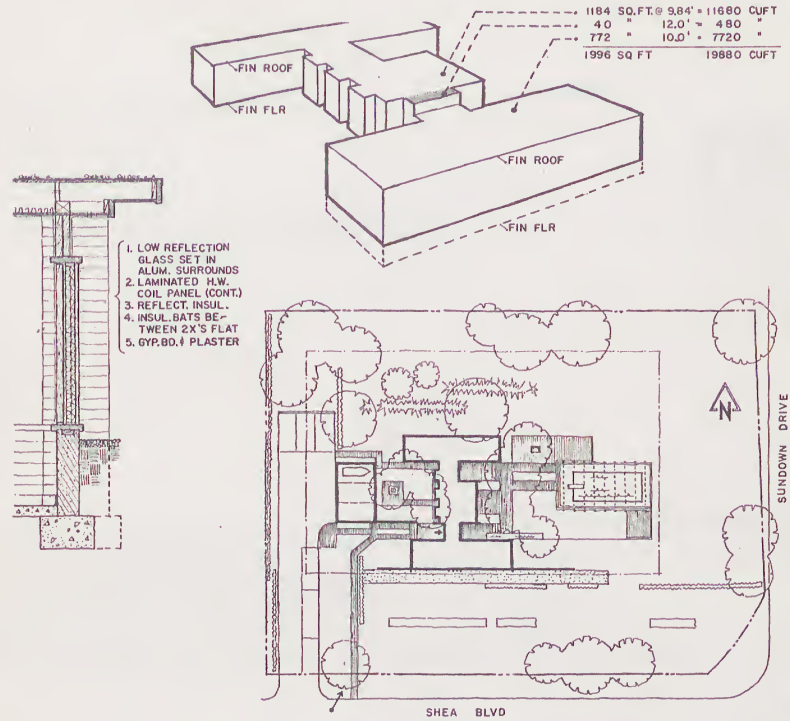 1184 SQ.FT. @ 9.84' = 11680 CUFT
40 " 12.0' = 480 "
772 " 10.0' = 7720 "
1996 SQ FT 19880 CUFT
FIN ROOF
FIN FLR
FIN ROOF
FIN FLR
1. LOW REFLECTION
GLASS SET IN
ALUM. SURROUNDS
2. LAMINATED H.W.
COIL PANEL (CONT.)
3. REFLECT. INSUL.
4. INSUL. BATS BE-
TWEEN 2X'S FLAT
5. GYP. BD. & PLASTER
N
SUNDOWN DRIVE
SHEA BLVD